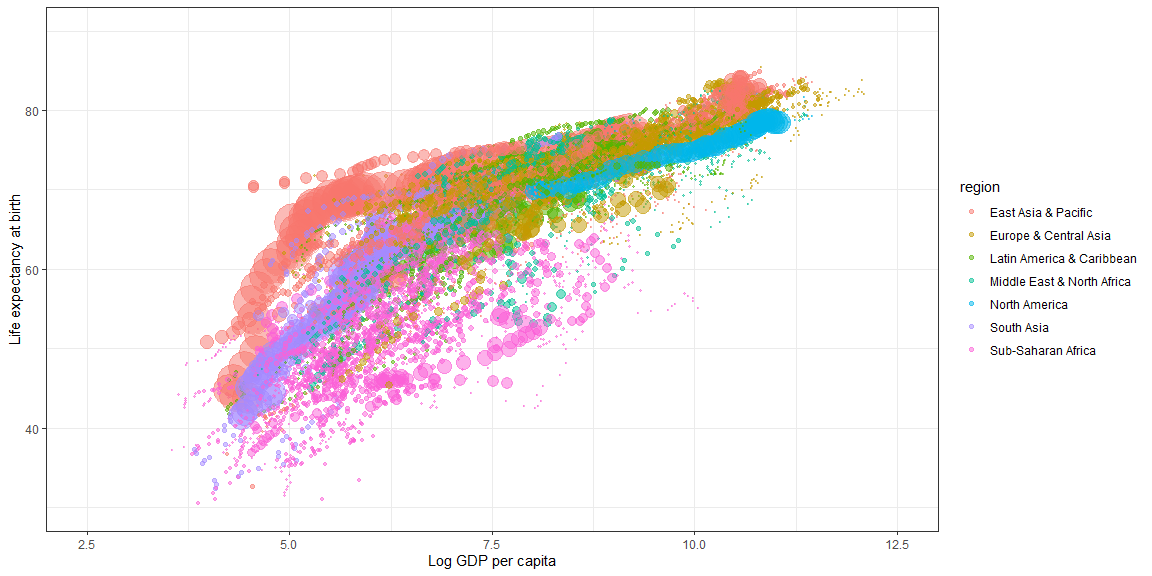 80
60
40
Life expectancy at birth
2.5
5.0
7.5
10.0
12.5
Log GDP per capita
region
East Asia & Pacific
Europe & Central Asia
Latin America & Caribbean
Middle East & North Africa
North America
South Asia
Sub-Saharan Africa